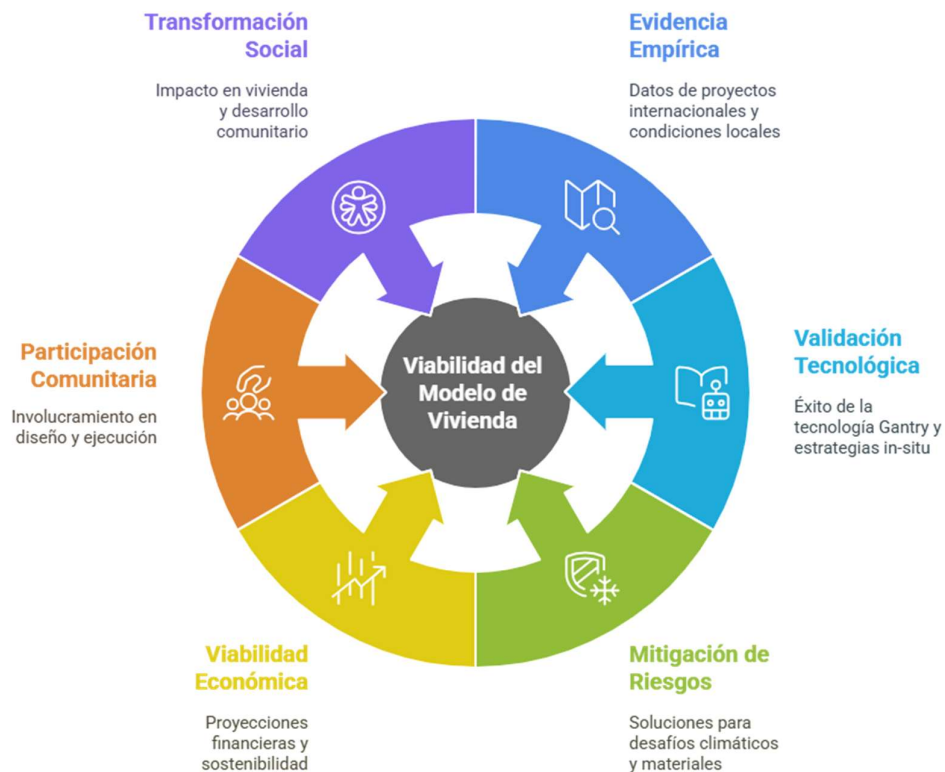 Transformación
Social
Impacto en vivienda
y desarrollo
comunitario
Evidencia
Empírica
Datos de proyectos
internacionales y
condiciones locales
Participación
Comunitaria
Involucramiento en
diseño y ejecución
Viabilidad del
Modelo de
Vivienda
Validación
Tecnológica
Éxito de la
tecnología Gantry y
estrategias in-situ
Viabilidad
Económica
Proyecciones
financieras y
sostenibilidad
Mitigación de
Riesgos
Soluciones para
desafíos climáticos
y materiales